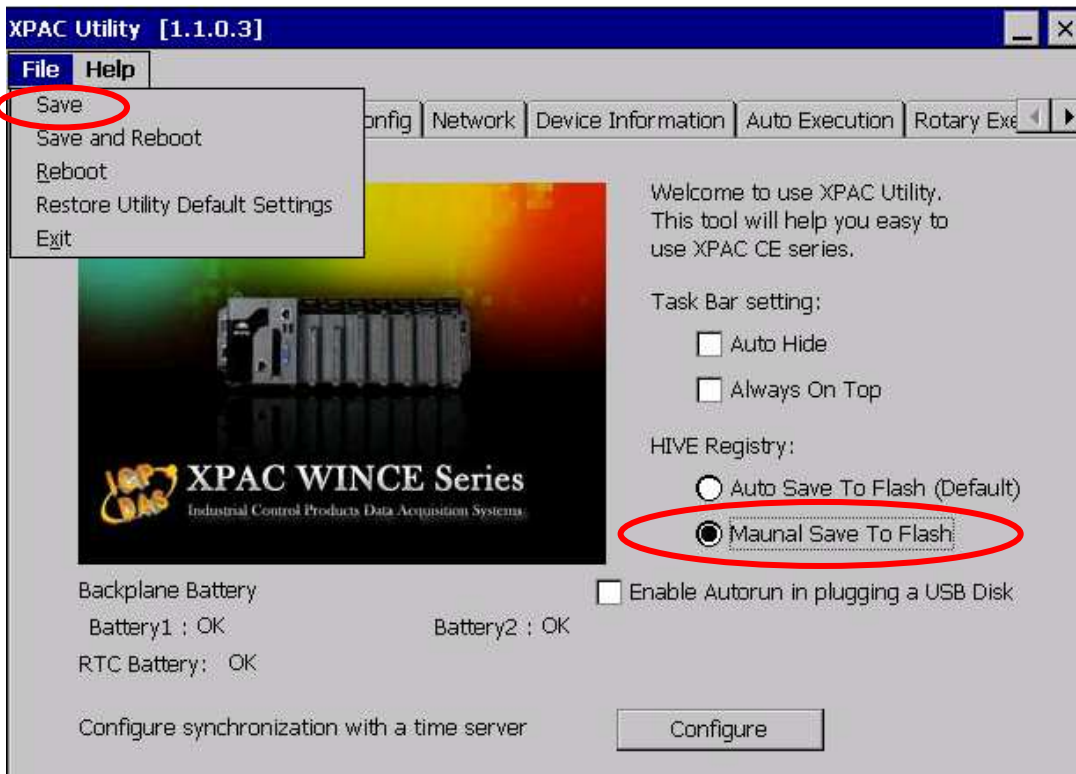 XPAC Utility [1.1.0.3]
File Help
Save
Save and Reboot
Reboot
Restore Utility Default Settings
Exit
onfig Network Device Information Auto Execution Rotary Exe
Welcome to use XPAC Utility.
This tool will help you easy to
use XPAC CE series.
Task Bar setting:
Auto Hide
Always On Top
HIVE Registry:
Auto Save To Flash (Default)
Maunal Save To Flash
Enable Autorun in plugging a USB Disk
ICP DAS
XPAC WINCE Series
Industrial Control Products Data Acquisition Systems
Backplane Battery
Battery1 : OK Battery2 : OK
RTC Battery: OK
Configure synchronization with a time server Configure